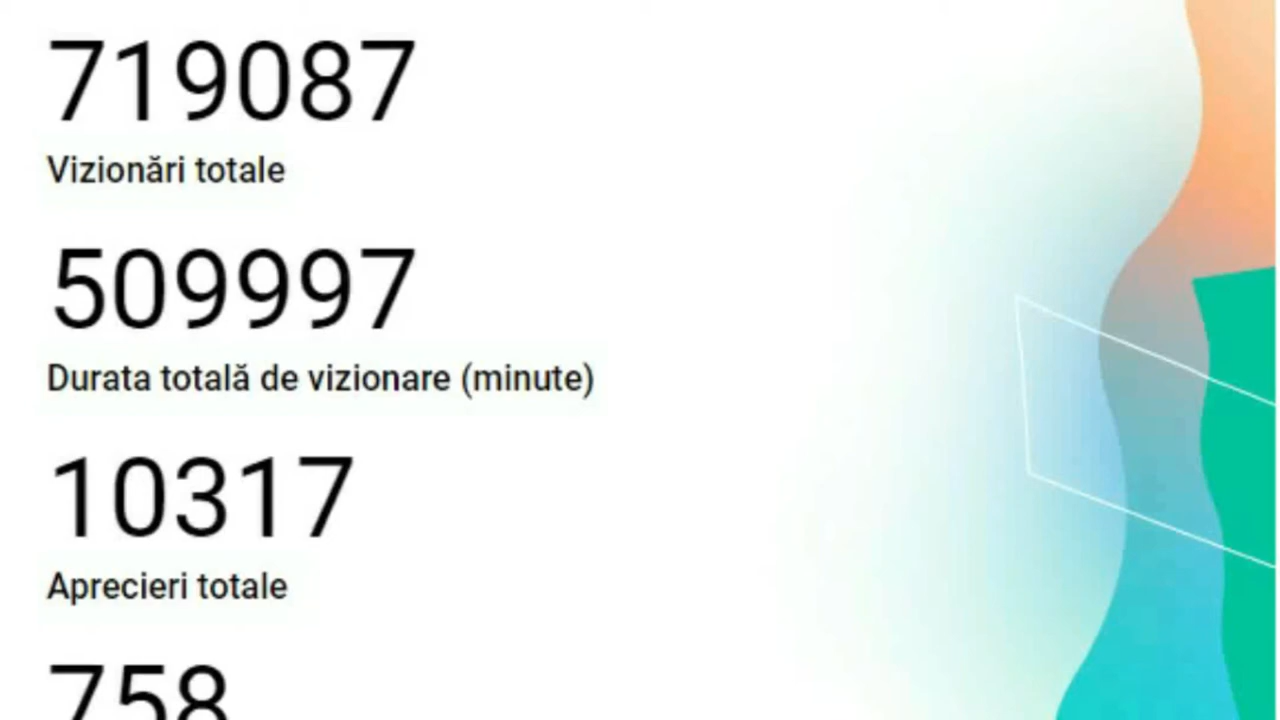 719087
Vizionări totale
509997
Durata totală de vizionare (minute)
10317
Aprecieri totale
758